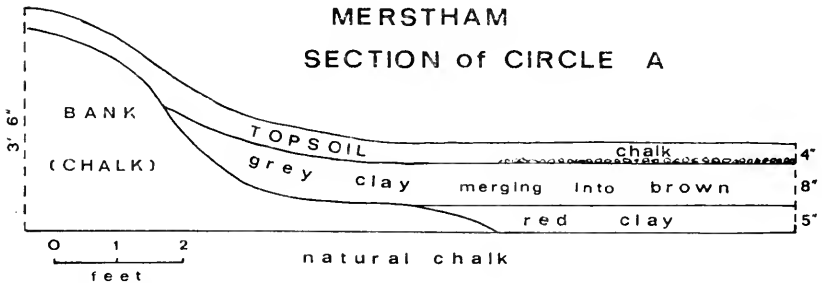 MERSTHAM
SECTION of CIRCLE A
BANK
(CHALK)
3' 6"
TOPSOIL
chalk
4"
grey clay merging into brown
8"
red clay
5"
0 1 2
feet
natural chalk